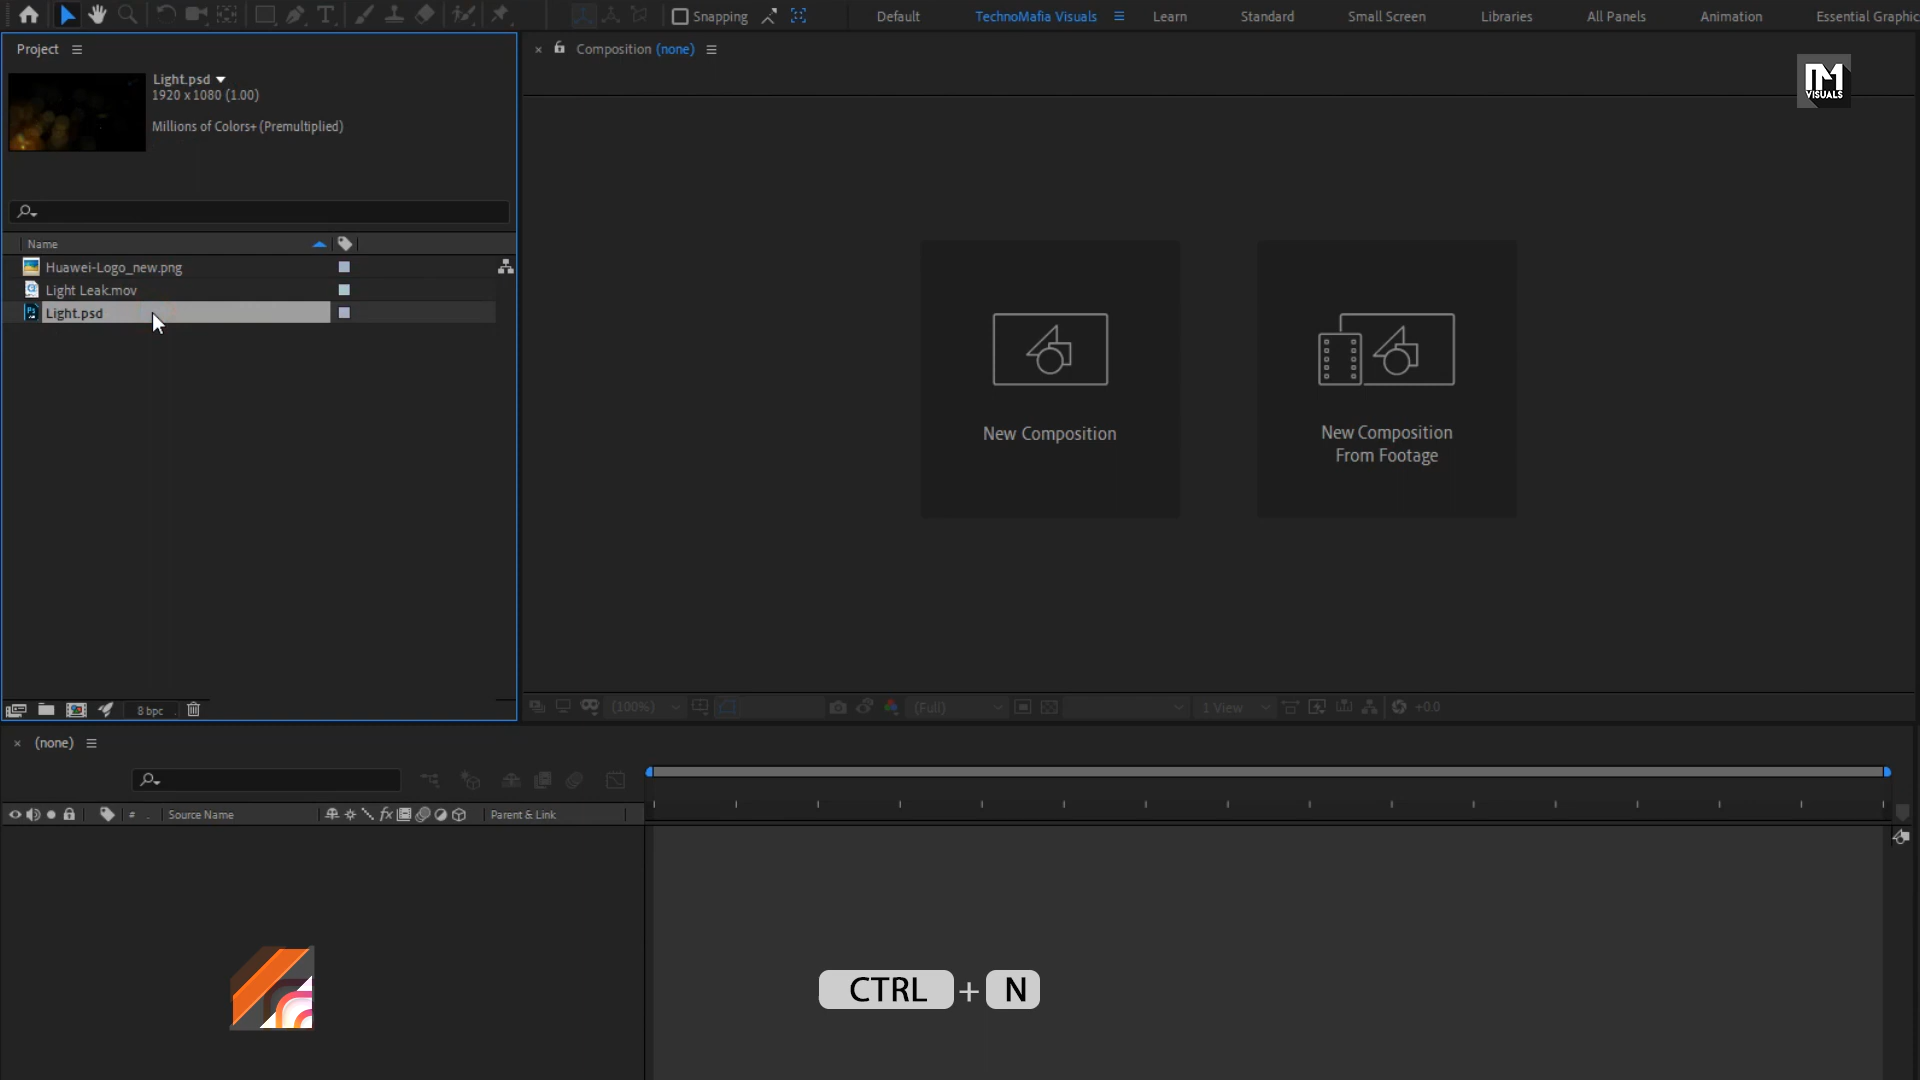 Snapping
Default
TechnoMafia Visuals
Learn
Standard
Small Screen
Libraries
All Panels
Animation
Essential Graphic
Project
Composition (none)
Light.psd
1920 x 1080 (1.00)
Millions of Colors+ (Premultiplied)
VISUALS
Name
Huawei-Logo_new.png
Light Leak.mov
Light.psd
New Composition
New Composition
From Footage
8 bpc
(100%)
(Full)
1 View
+0.0
(none)
# Source Name
fx
Parent & Link
CTRL + N